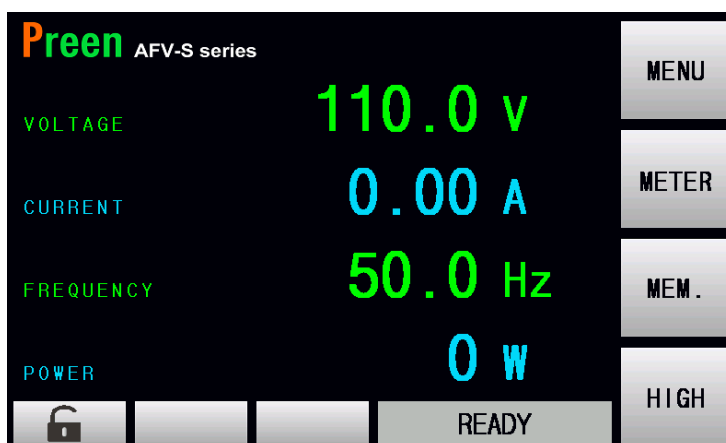 Preen AFV-S series
MENU
VOLTAGE 110.0 V
METER
CURRENT 0.00 A
FREQUENCY 50.0 Hz
MEM.
POWER 0 W
HIGH
READY